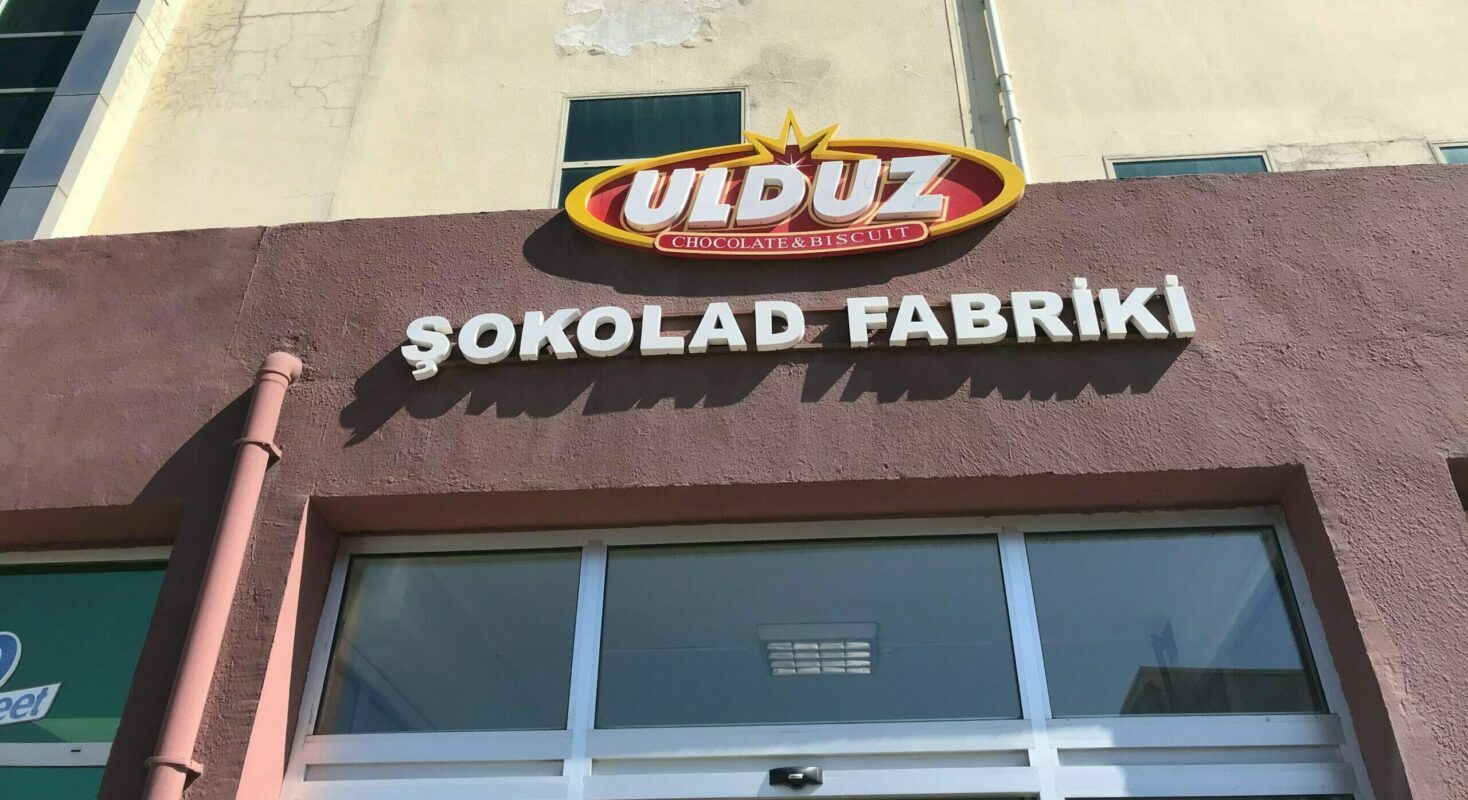 ULDUZ
CHOCOLATE & BISCUIT
ŞOKOLAD FABRİKİ